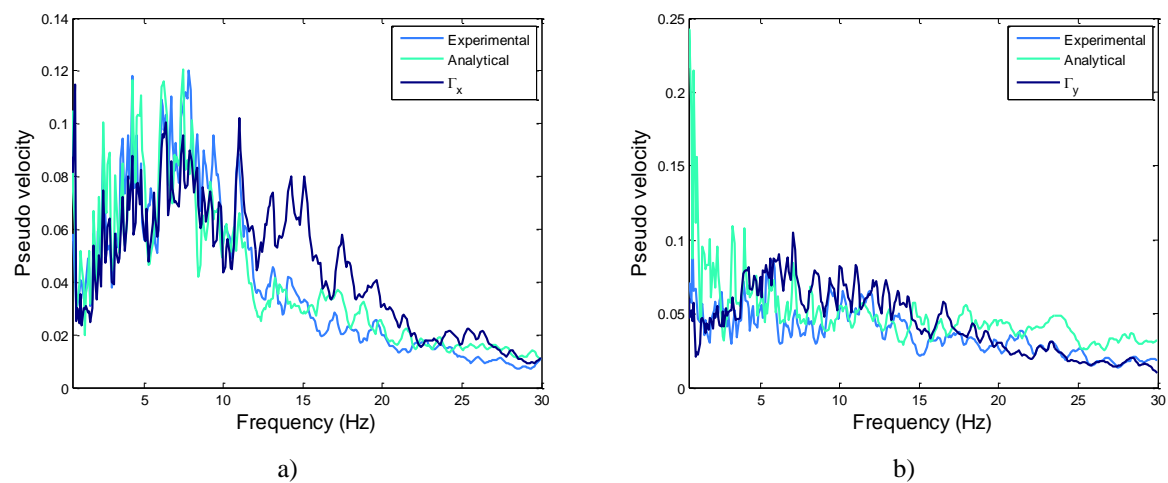 0.14
0.12
0.1
0.08
0.06
0.04
0.02
0
5
10
15
20
25
30
Pseudo velocity
Frequency (Hz)
Experimental
Analytical
Γx
a)
0.25
0.2
0.15
0.1
0.05
0
5
10
15
20
25
30
Pseudo velocity
Frequency (Hz)
Experimental
Analytical
Γy
b)